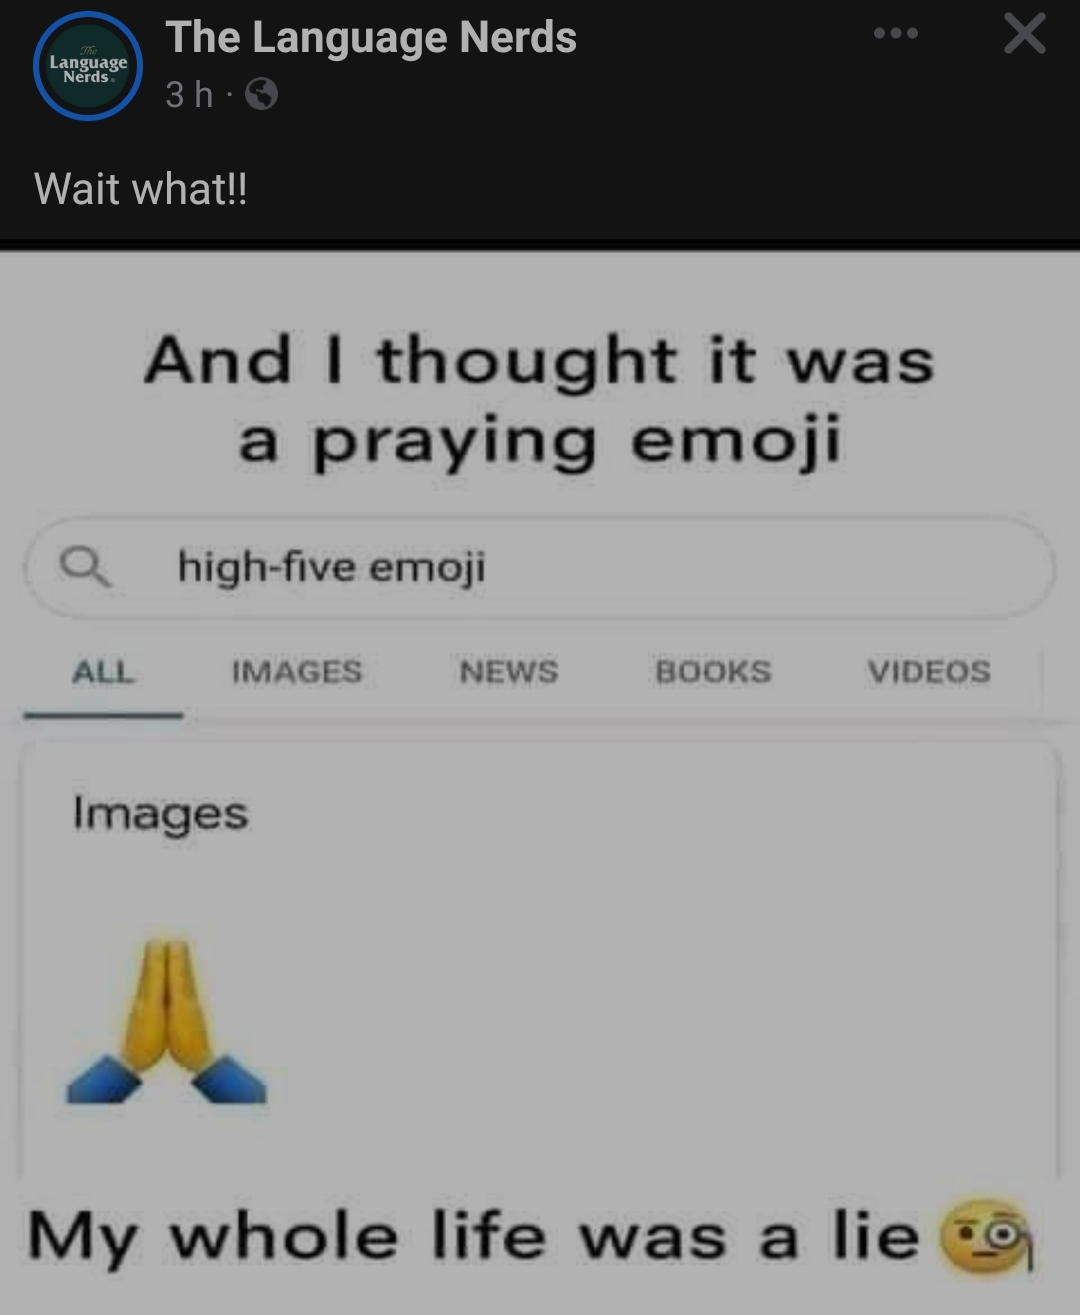 The Language Nerds
The
Language
Nerds.
3 h ·
Wait what!!
And I thought it was
a praying emoji
high-five emoji
ALL IMAGES NEWS BOOKS VIDEOS
Images
🙏
My whole life was a lie 🧐